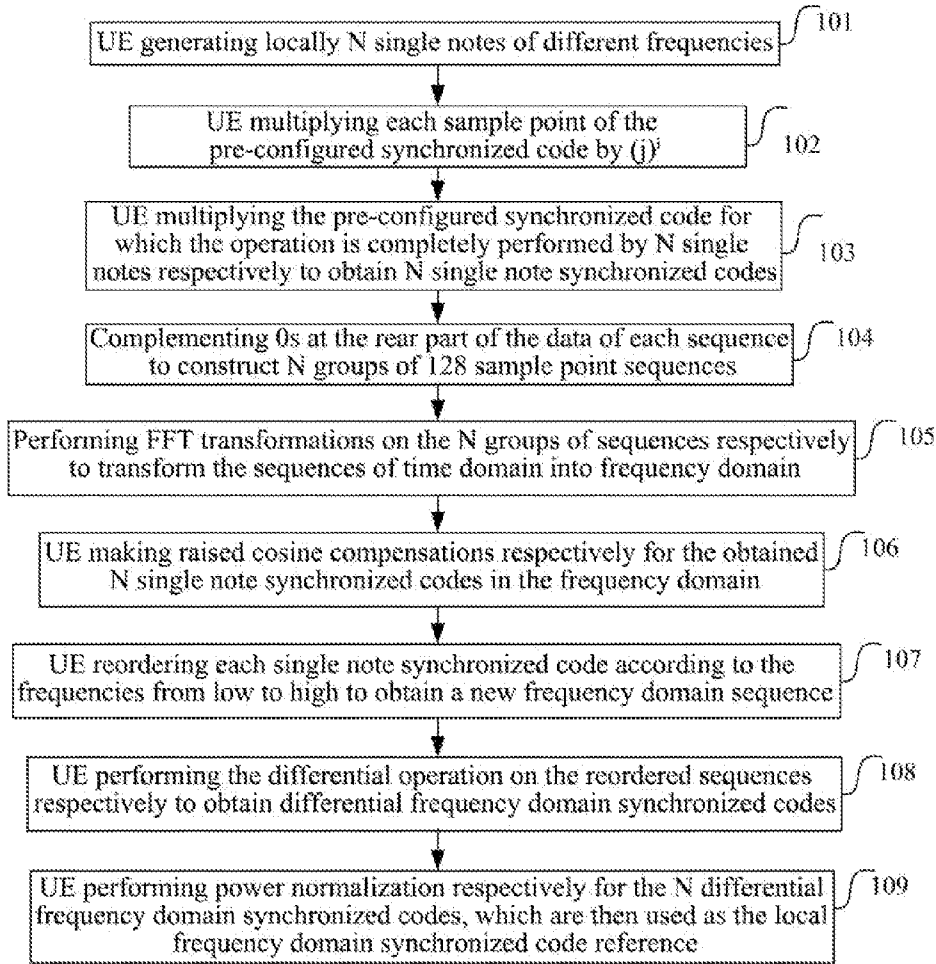 UE generating locally N single notes of different frequencies
101
UE multiplying each sample point of the
pre-configured synchronized code by (j)^i
102
UE multiplying the pre-configured synchronized code for
which the operation is completely performed by N single
notes respectively to obtain N single note synchronized codes
103
Complementing 0s at the rear part of the data of each sequence
to construct N groups of 128 sample point sequences
104
Performing FFT transformations on the N groups of sequences respectively
to transform the sequences of time domain into frequency domain
105
UE making raised cosine compensations respectively for the obtained
N single note synchronized codes in the frequency domain
106
UE reordering each single note synchronized code according to the
frequencies from low to high to obtain a new frequency domain sequence
107
UE performing the differential operation on the reordered sequences
respectively to obtain differential frequency domain synchronized codes
108
UE performing power normalization respectively for the N differential
frequency domain synchronized codes, which are then used as the local
frequency domain synchronized code reference
109